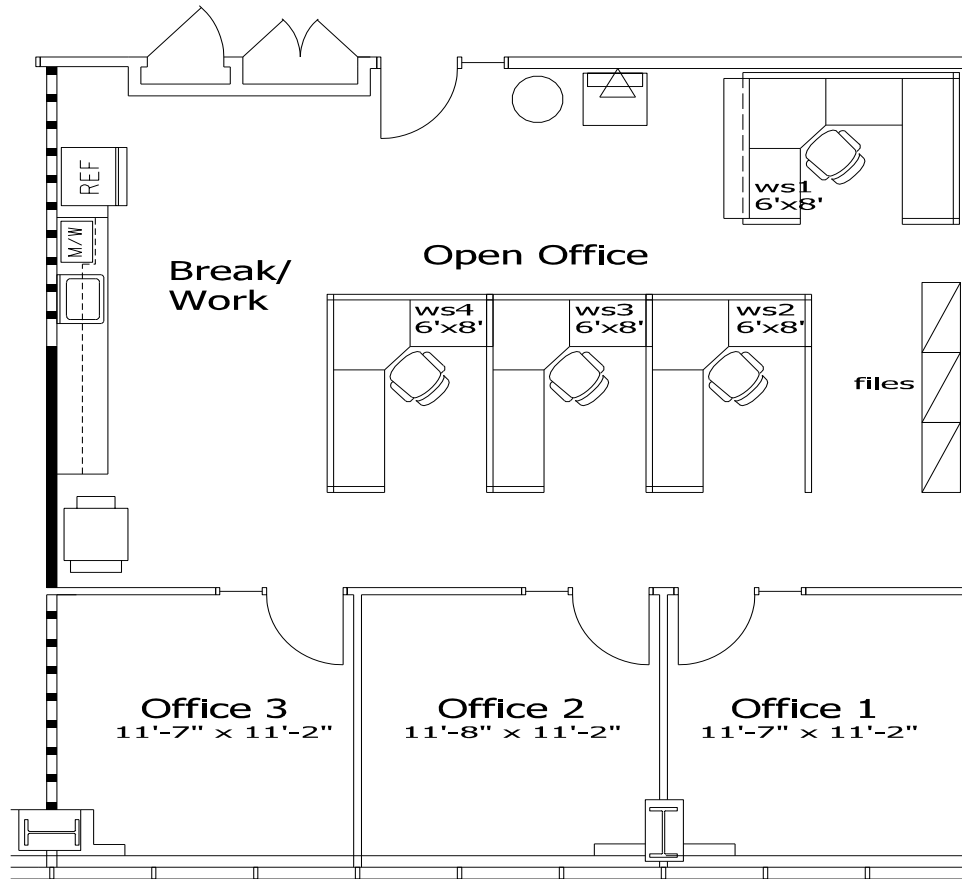 REF
M/W
Break/
Work
Open Office
ws1
6'x8'
ws4
6'x8'
ws3
6'x8'
ws2
6'x8'
files
Office 3
11'-7" x 11'-2"
Office 2
11'-8" x 11'-2"
Office 1
11'-7" x 11'-2"